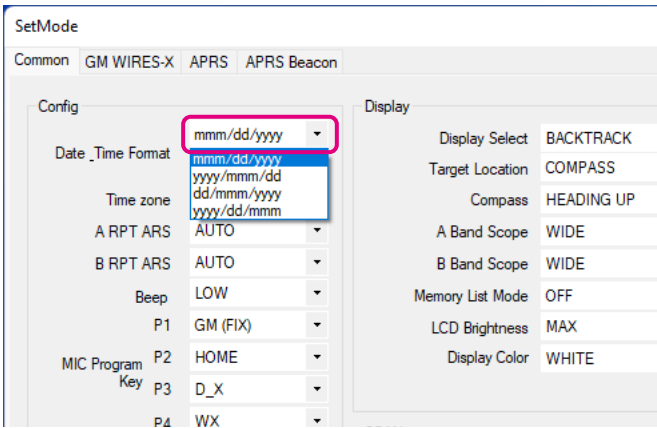 SetMode
Common GM WIRES-X APRS APRS Beacon
Config
Date _Time Format mmm/dd/yyyy
mmm/dd/yyyy
yyyy/mmm/dd
dd/mmm/yyyy
yyyy/dd/mmm
Time zone
A RPT ARS AUTO
B RPT ARS AUTO
Beep LOW
MIC Program Key
P1 GM (FIX)
P2 HOME
P3 D_X
P4 WX
Display
Display Select BACKTRACK
Target Location COMPASS
Compass HEADING UP
A Band Scope WIDE
B Band Scope WIDE
Memory List Mode OFF
LCD Brightness MAX
Display Color WHITE